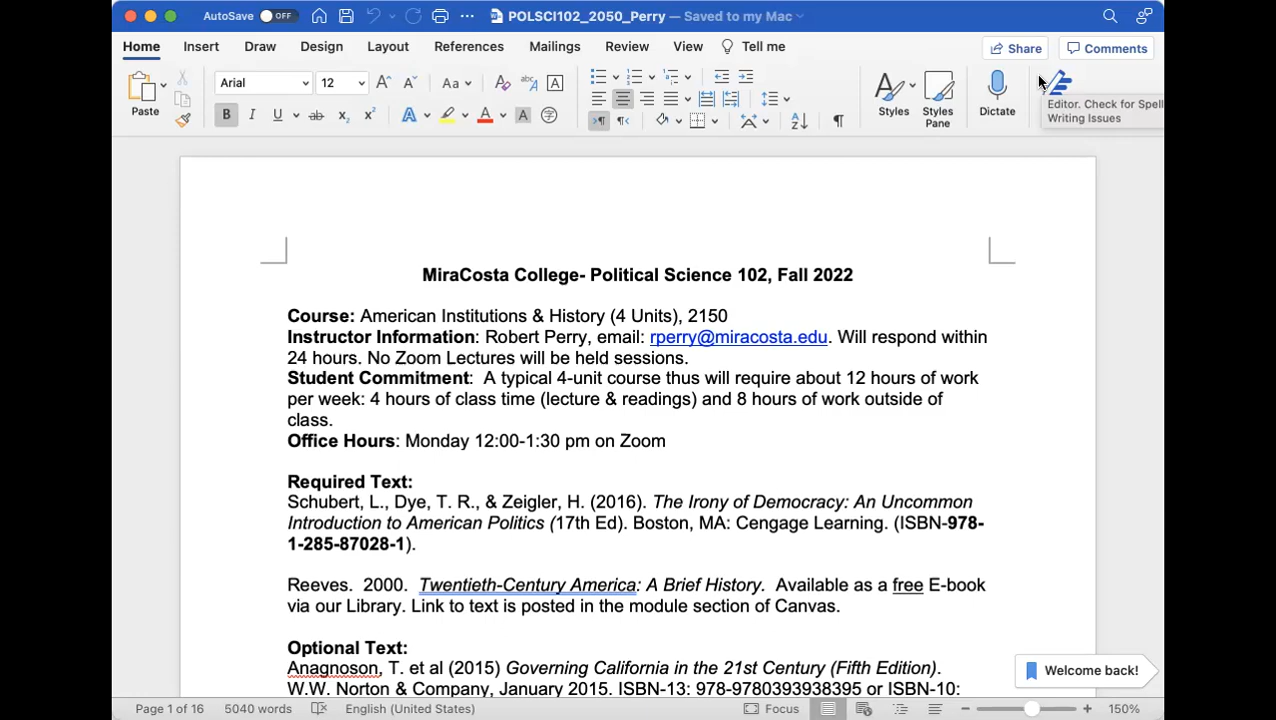 AutoSave OFF POLSCI102_2050_Perry — Saved to my Mac
Home Insert Draw Design Layout References Mailings Review View Tell me Share Comments
Paste Arial 12 Aa Styles Styles Pane Dictate
Editor. Check for Spell
Writing Issues
MiraCosta College- Political Science 102, Fall 2022
Course: American Institutions & History (4 Units), 2150
Instructor Information: Robert Perry, email: rperry@miracosta.edu. Will respond within
24 hours. No Zoom Lectures will be held sessions.
Student Commitment:  A typical 4-unit course thus will require about 12 hours of work
per week: 4 hours of class time (lecture & readings) and 8 hours of work outside of
class.
Office Hours: Monday 12:00-1:30 pm on Zoom
Required Text:
Schubert, L., Dye, T. R., & Zeigler, H. (2016). The Irony of Democracy: An Uncommon
Introduction to American Politics (17th Ed). Boston, MA: Cengage Learning. (ISBN-978-
1-285-87028-1).
Reeves.  2000.  Twentieth-Century America: A Brief History.  Available as a free E-book
via our Library. Link to text is posted in the module section of Canvas.
Optional Text:
Anagnoson, T. et al (2015) Governing California in the 21st Century (Fifth Edition).
W.W. Norton & Company, January 2015. ISBN-13: 978-9780393938395 or ISBN-10:
Welcome back!
Page 1 of 16 5040 words English (United States) Focus 150%